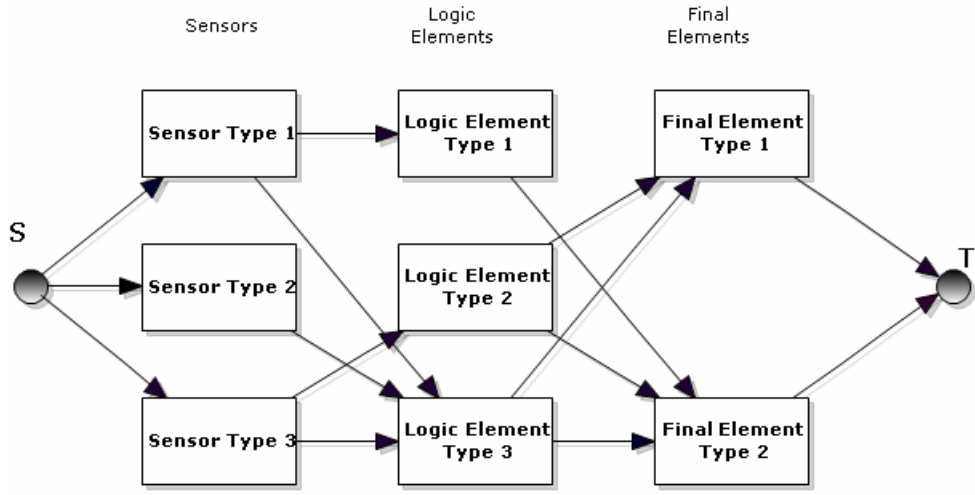 Sensors
Logic
Elements
Final
Elements
Sensor Type 1
Logic Element
Type 1
Final Element
Type 1
S
Sensor Type 2
Logic Element
Type 2
T
Sensor Type 3
Logic Element
Type 3
Final Element
Type 2